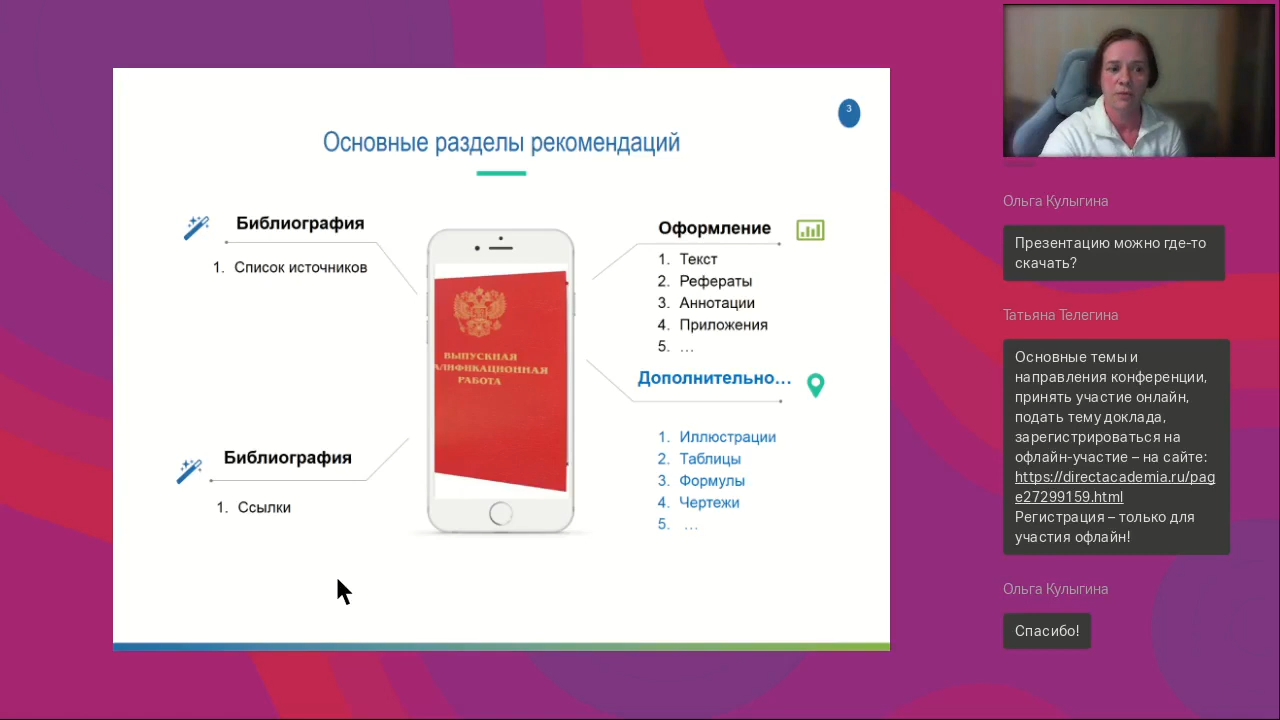 3
Основные разделы рекомендаций
Библиография
1. Список источников
Библиография
1. Ссылки
ВЫПУСКНАЯ
АЛИФИКАЦИОННАЯ
РАБОТА
Оформление
1. Текст
2. Рефераты
3. Аннотации
4. Приложения
5. ...
Дополнительно...
1. Иллюстрации
2. Таблицы
3. Формулы
4. Чертежи
5. ...
Ольга Кулыгина
Презентацию можно где-то
скачать?
Татьяна Телегина
Основные темы и
направления конференции,
принять участие онлайн,
подать тему доклада,
зарегистрироваться на
офлайн-участие – на сайте:
https://directacademia.ru/pag
e27299159.html
Регистрация – только для
участия офлайн!
Ольга Кулыгина
Спасибо!